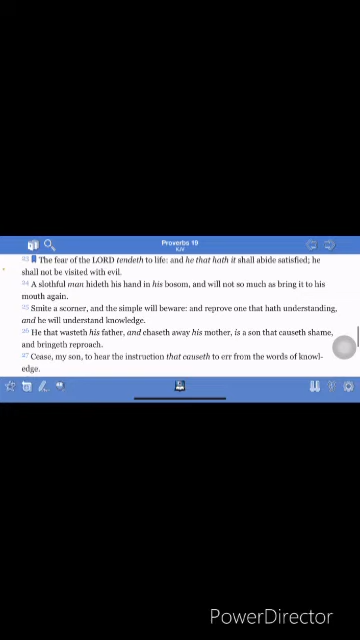 Proverbs 19
KJV
23 The fear of the LORD tendeth to life: and he that hath it shall abide satisfied; he
shall not be visited with evil.
24 A slothful man hideth his hand in his bosom, and will not so much as bring it to his
mouth again.
25 Smite a scorner, and the simple will beware: and reprove one that hath understanding,
and he will understand knowledge.
26 He that wasteth his father, and chaseth away his mother, is a son that causeth shame,
and bringeth reproach.
27 Cease, my son, to hear the instruction that causeth to err from the words of knowl-
edge.
PowerDirector